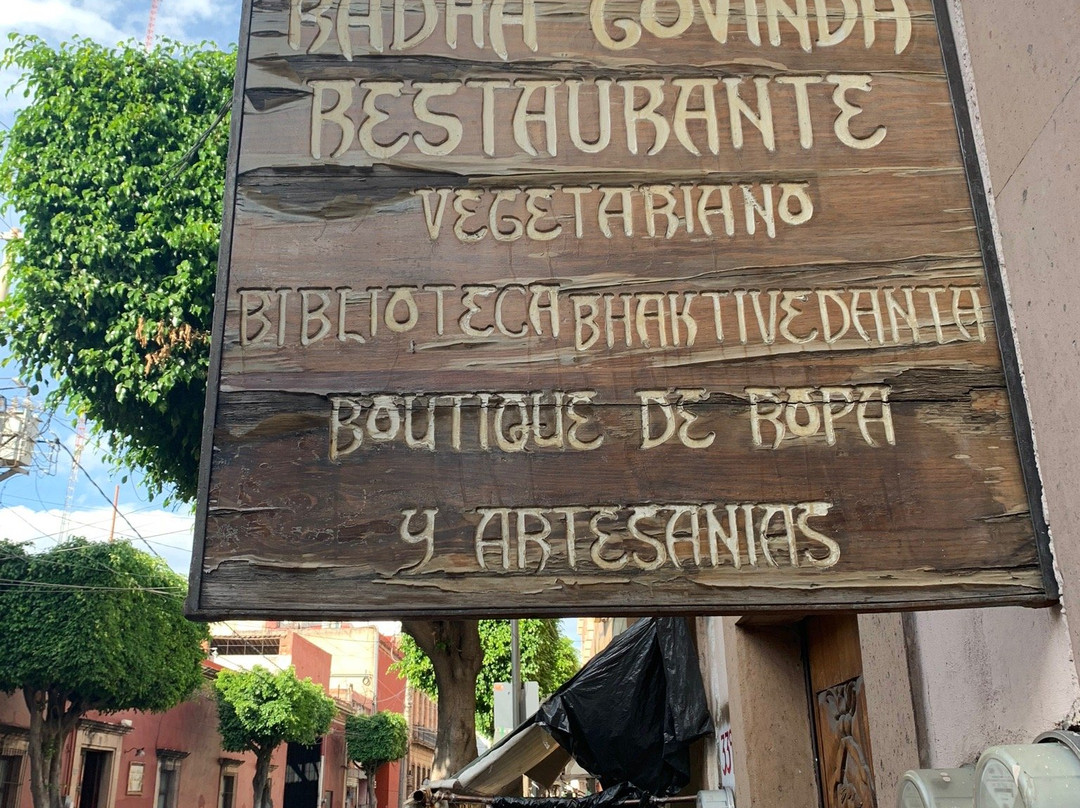 RADHA GOVINDA
RESTAURANTE
VEGETARIANO
BIBLIOTECA BHAKTIVEDANTA
BOUTIQUE DE ROPA
Y ARTESANIAS